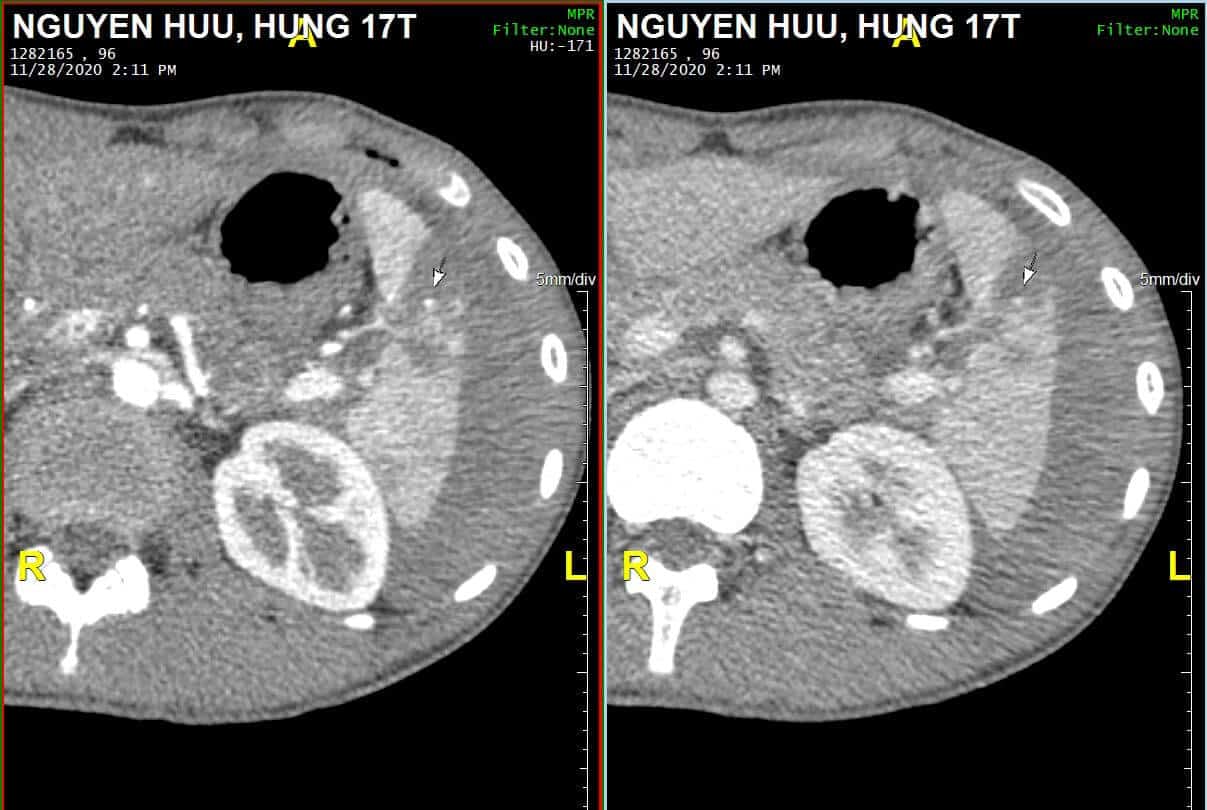 NGUYEN HUU, HUNG 17T
A
1282165 , 96
11/28/2020 2:11 PM
MPR
Filter:None
HU:-171
5mm/div
R
L
NGUYEN HUU, HUNG 17T
A
1282165 , 96
11/28/2020 2:11 PM
MPR
Filter:None
5mm/div
R
L